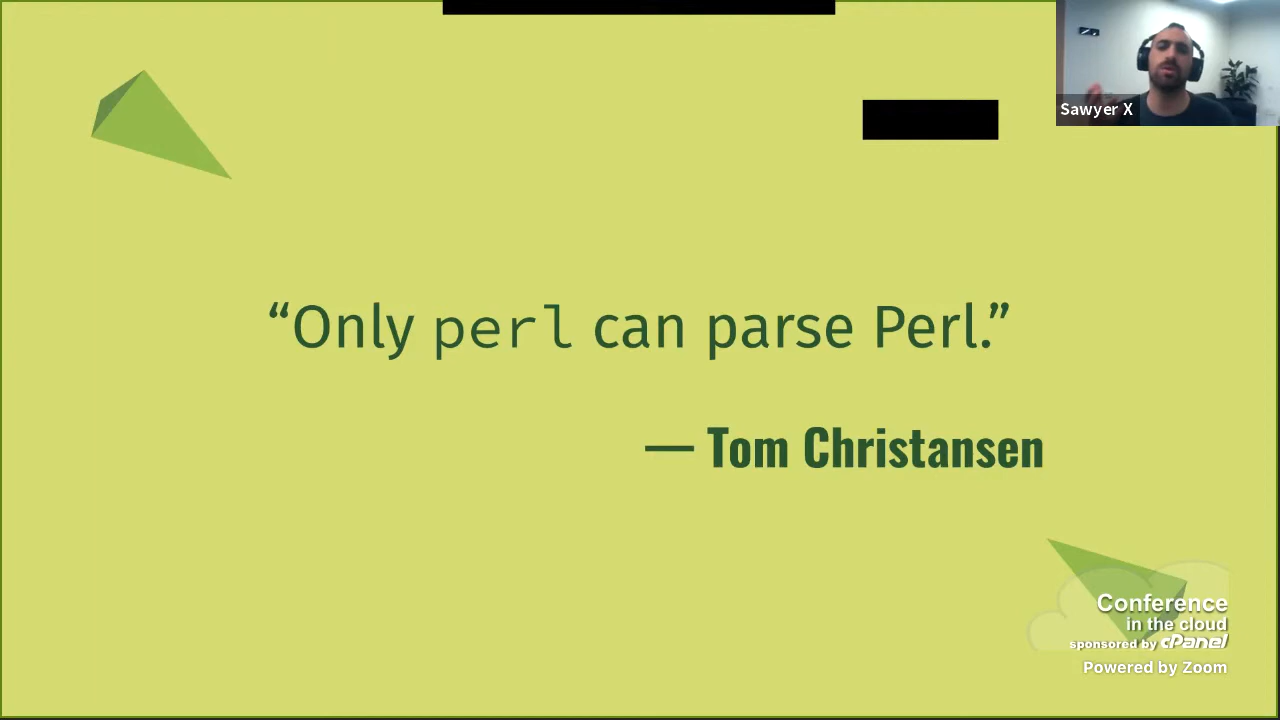 Sawyer X
“Only perl can parse Perl.”
— Tom Christansen
Conference
in the cloud
sponsored by cPanel
Powered by Zoom